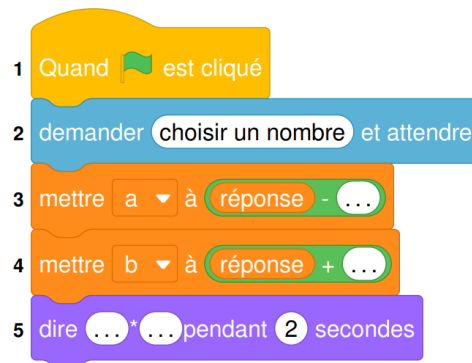 1 Quand est cliqué
2 demander choisir un nombre et attendre
3 mettre a à réponse - ...
4 mettre b à réponse + ...
5 dire ... * ... pendant 2 secondes